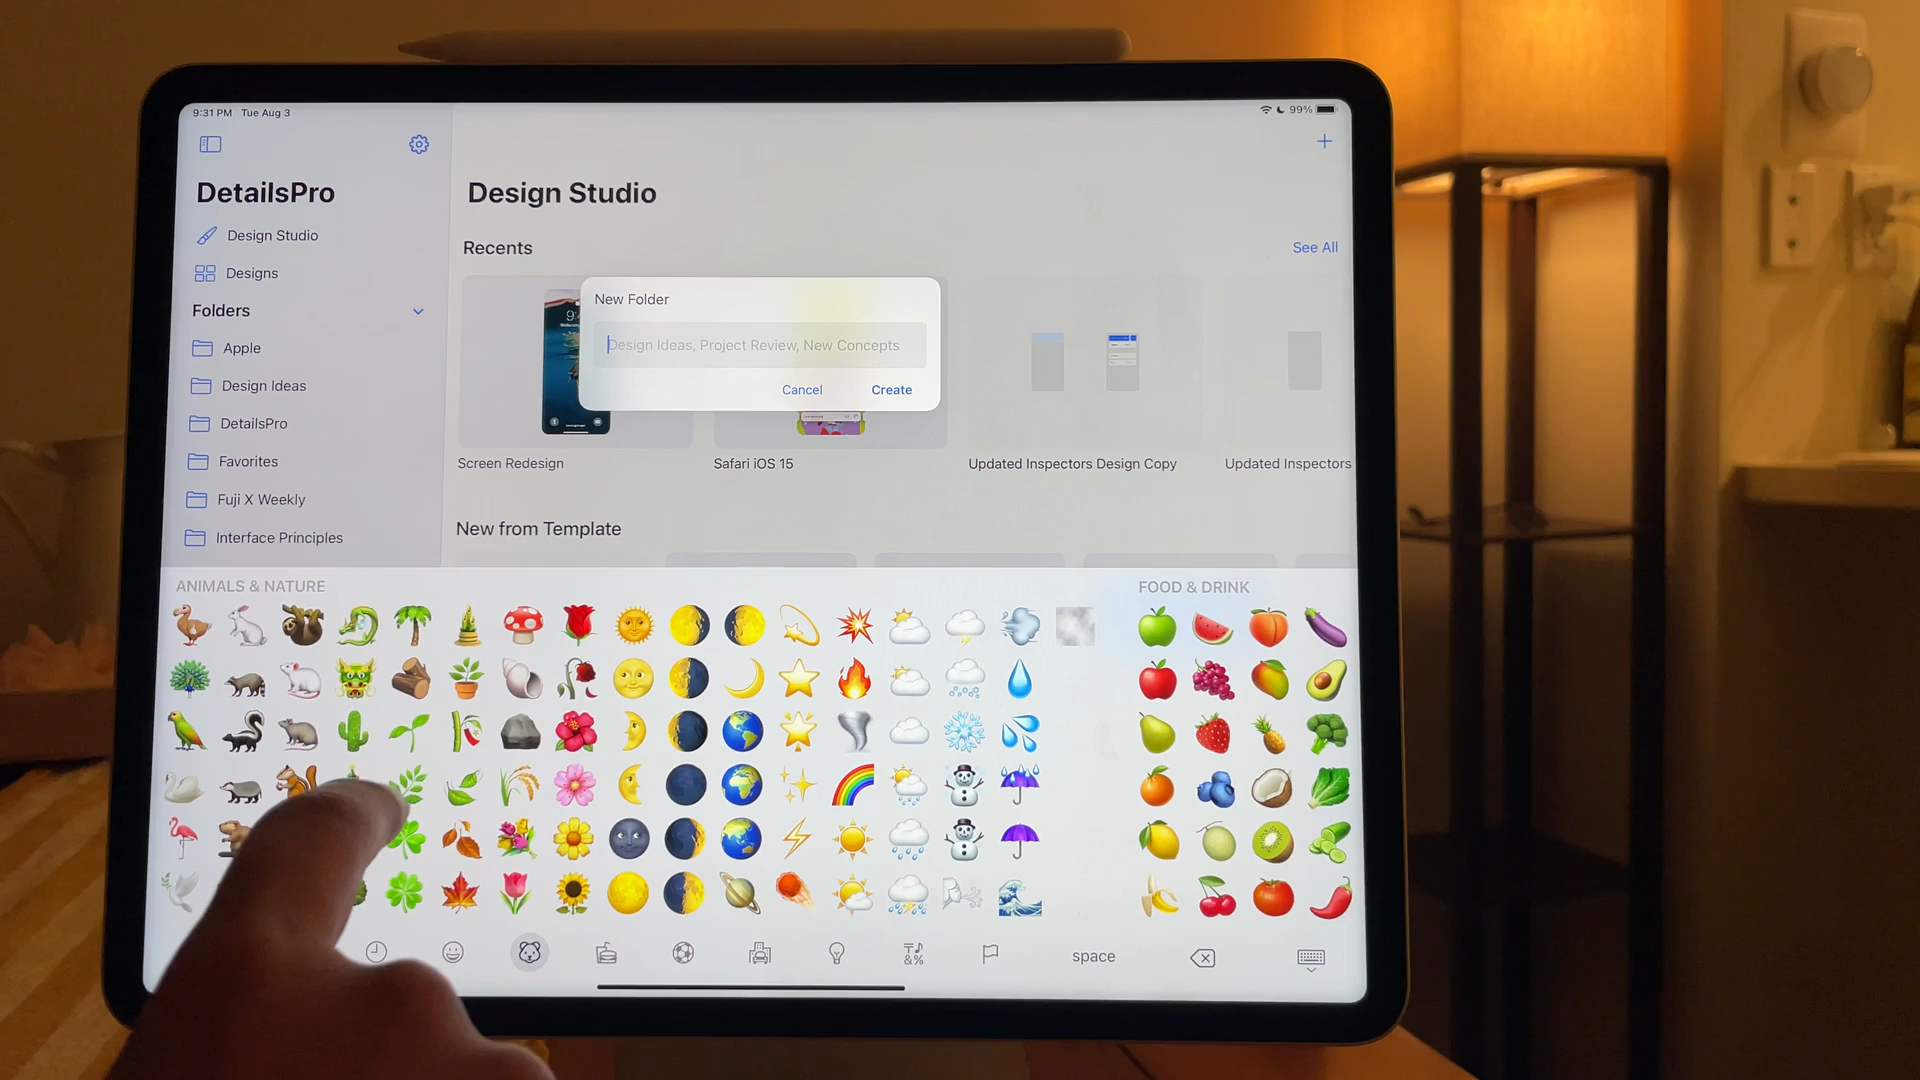 9:31 PM Tue Aug 3
99%
DetailsPro
Design Studio
Designs
Folders
Apple
Design Ideas
DetailsPro
Favorites
Fuji X Weekly
Interface Principles
Design Studio
Recents
See All
New Folder
Design Ideas, Project Review, New Concepts
Cancel
Create
Screen Redesign
Safari iOS 15
Updated Inspectors Design Copy
Updated Inspectors
New from Template
ANIMALS & NATURE
FOOD & DRINK
space